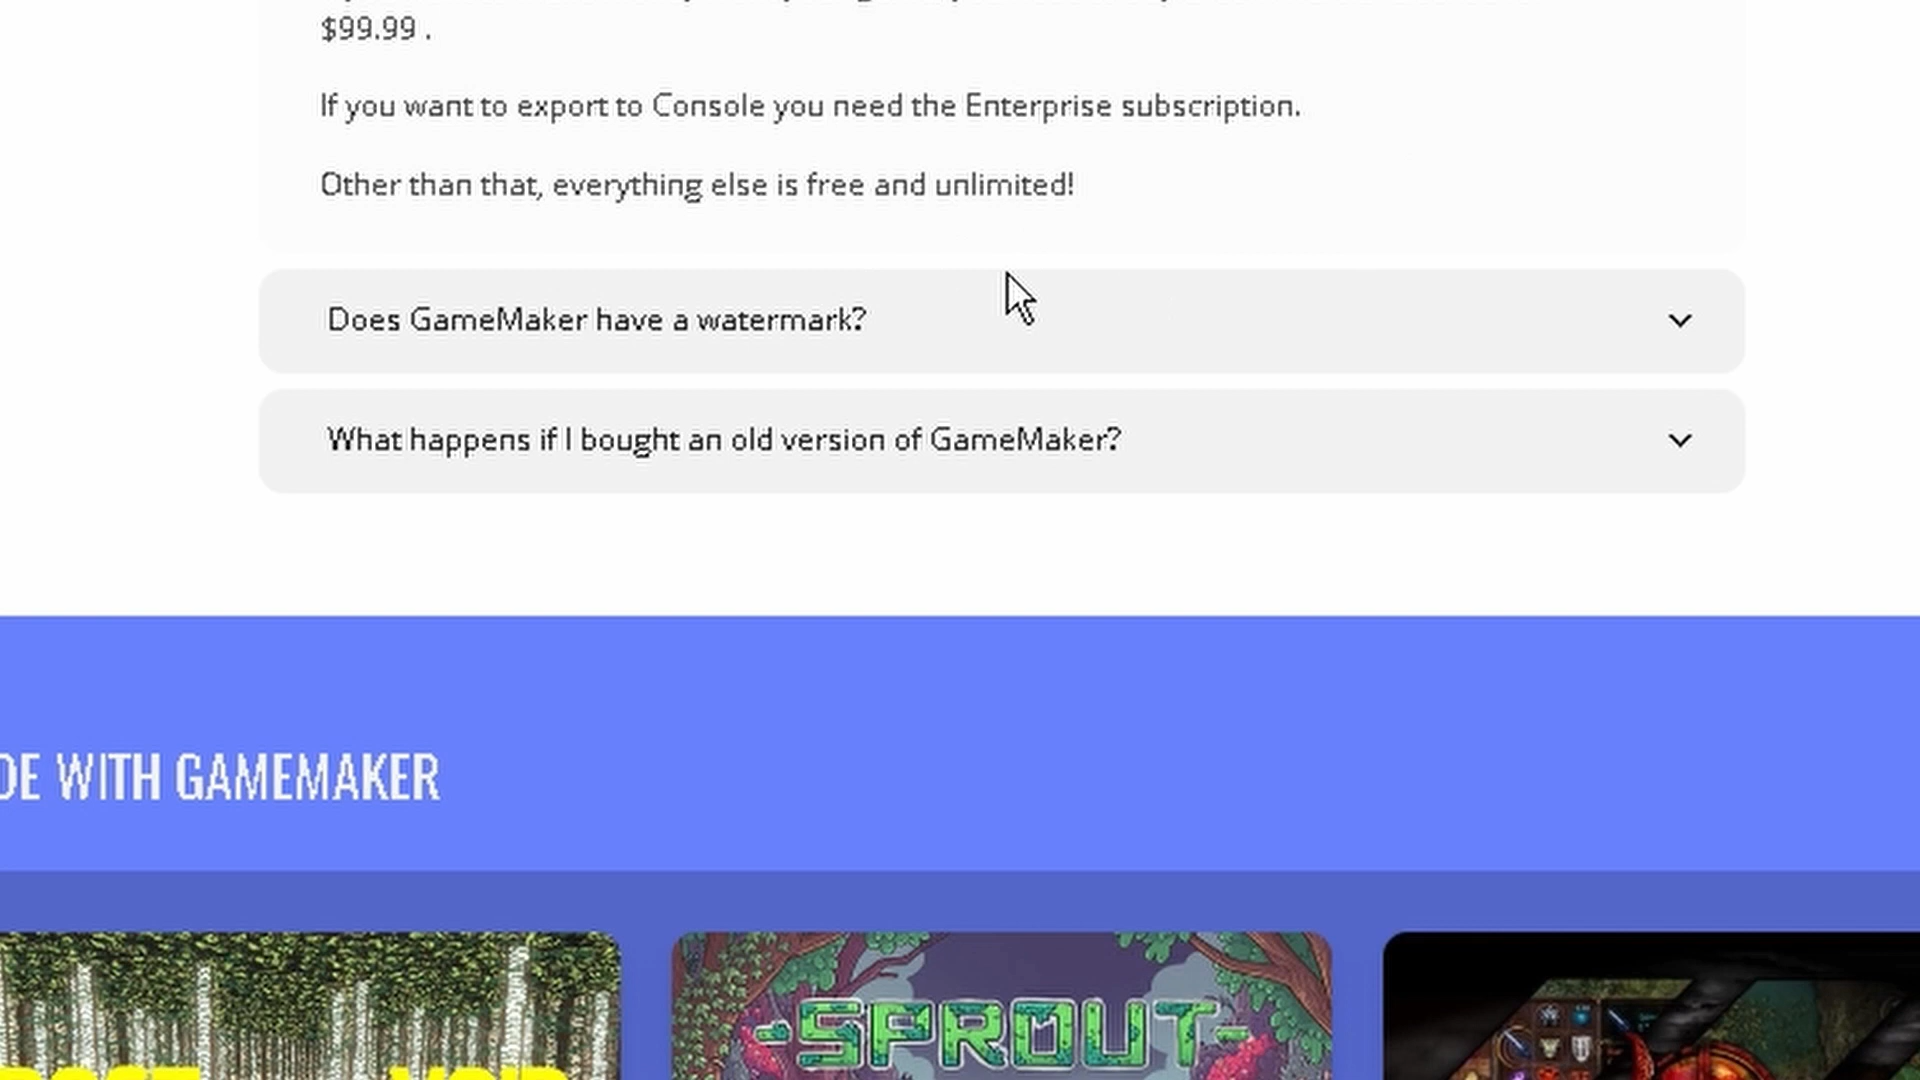 $99.99 .
If you want to export to Console you need the Enterprise subscription.
Other than that, everything else is free and unlimited!
Does GameMaker have a watermark?
What happens if I bought an old version of GameMaker?
DE WITH GAMEMAKER
-SPROUT-